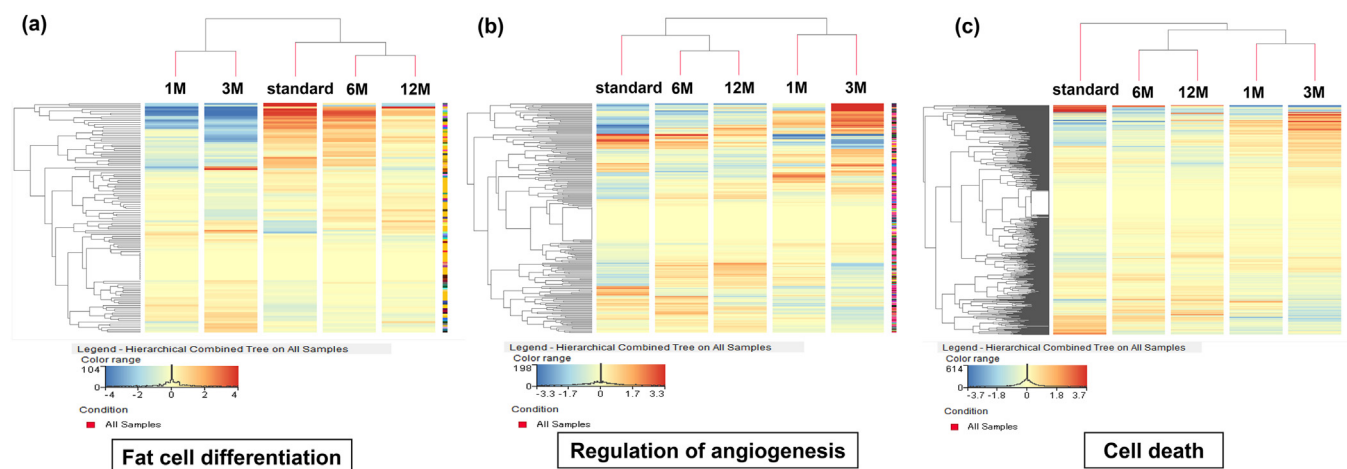 (a)
1M 3M standard 6M 12M
Legend - Hierarchical Combined Tree on All Samples
Color range
104
0
-4 -2 0 2 4
Condition
All Samples
Fat cell differentiation
(b)
standard 6M 12M 1M 3M
Legend - Hierarchical Combined Tree on All Samples
Color range
198
0
-3.3 -1.7 0 1.7 3.3
Condition
All Samples
Regulation of angiogenesis
(c)
standard 6M 12M 1M 3M
Legend - Hierarchical Combined Tree on All Samples
Color range
614
0
-3.7 -1.8 0 1.8 3.7
Condition
All Samples
Cell death